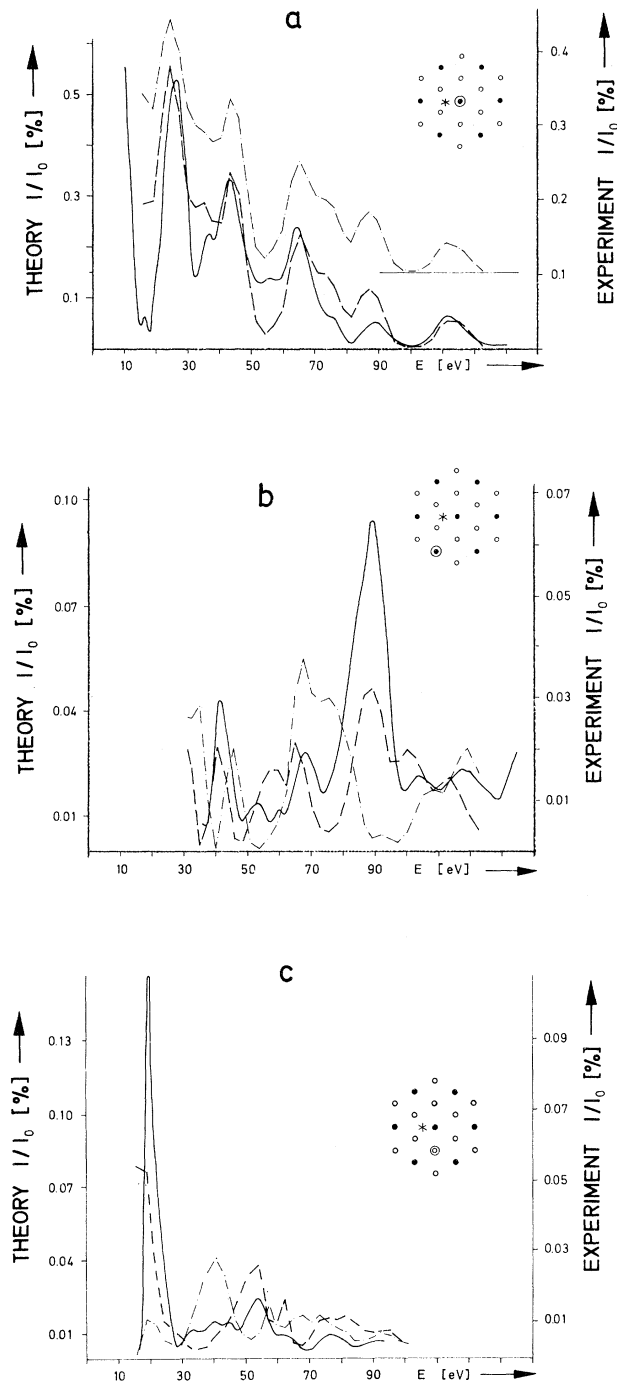 a
THEORY I/I₀ [%]
0.5
0.3
0.1
EXPERIMENT I/I₀ [%]
0.4
0.3
0.2
0.1
10 30 50 70 90 E [eV]
b
THEORY I/I₀ [%]
0.10
0.07
0.04
0.01
EXPERIMENT I/I₀ [%]
0.07
0.05
0.03
0.01
10 30 50 70 90 E [eV]
c
THEORY I/I₀ [%]
0.13
0.10
0.07
0.04
0.01
EXPERIMENT I/I₀ [%]
0.09
0.07
0.05
0.03
0.01
10 30 50 70 90 E [eV]